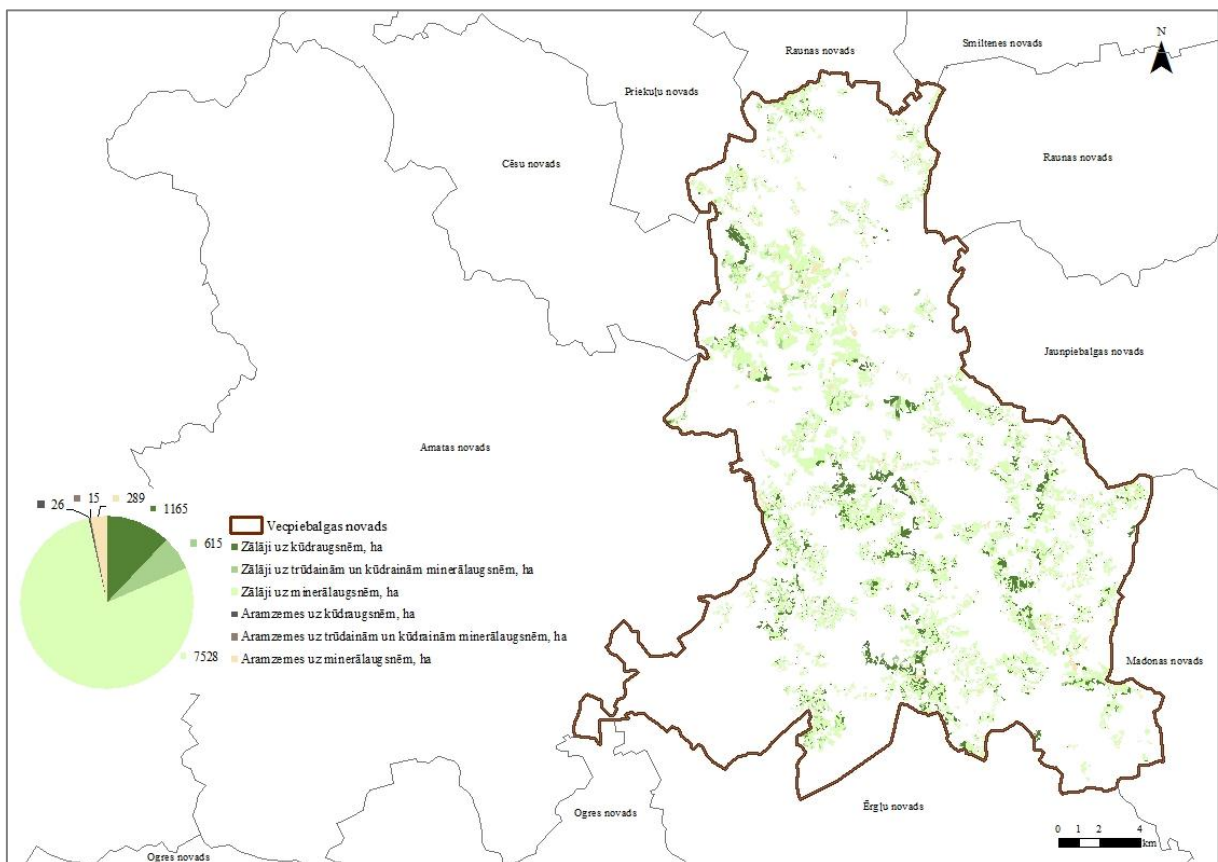 Raunas novads
Smiltenes novads
N
Priekuļu novads
Cēsu novads
Raunas novads
Jaunpiebalgas novads
Amatas novads
26
15
289
1165
615
7528
Vecpiebalgas novads
Zālāji uz kūdraugsnēm, ha
Zālāji uz trūdainām un kūdrainām minerālaugsnēm, ha
Zālāji uz minerālaugsnēm, ha
Aramzemes uz kūdraugsnēm, ha
Aramzemes uz trūdainām un kūdrainām minerālaugsnēm, ha
Aramzemes uz minerālaugsnēm, ha
Madonas novads
Ērgļu novads
Ogres novads
Ogres novads
0 1 2 4
km